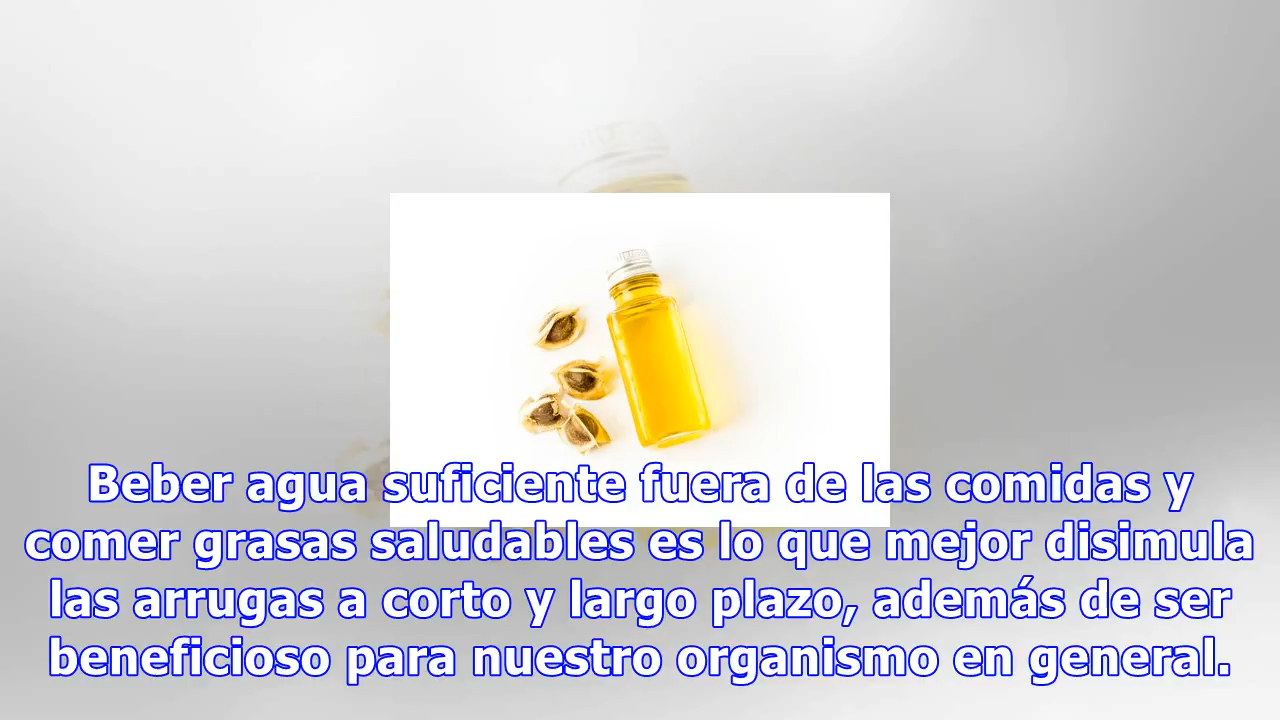 Beber agua suficiente fuera de las comidas y
comer grasas saludables es lo que mejor disimula
las arrugas a corto y largo plazo, además de ser
beneficioso para nuestro organismo en general.